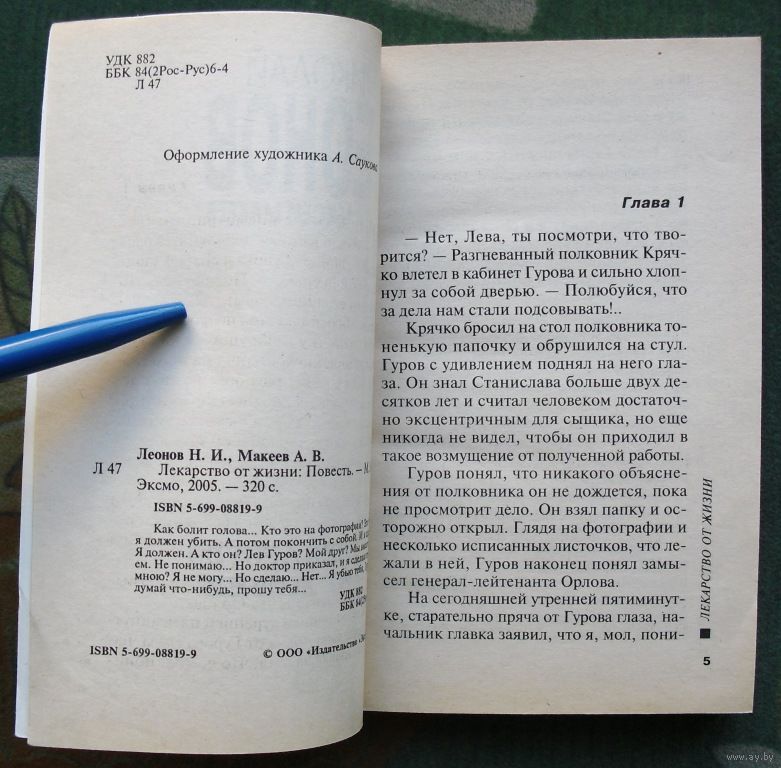 УДК 882
ББК 84(2Рос-Рус)6-4
Л 47
Оформление художника А. Саукова
Леонов Н. И., Макеев А. В.
Л 47 Лекарство от жизни: Повесть. — М.
Эксмо, 2005. — 320 с.
ISBN 5-699-08819-9
Как болит голова... Кто это на фотографии?
я должен убить. А потом покончить с собой.
Я должен. А кто он? Лев Гуров? Мой друг? Мы
ем. Не понимаю... Но доктор приказал, и я сдела
мною? Я не могу... Но сделаю... Нет... Я убью тебя,
думай что-нибудь, прошу тебя...
УДК 882
ББК 84(2
ISBN 5-699-08819-9
© ООО «Издательство
Глава 1
— Нет, Лева, ты посмотри, что тво-
рится? — Разгневанный полковник Кряч-
ко влетел в кабинет Гурова и сильно хлоп-
нул за собой дверью. — Полюбуйся, что
за дела нам стали подсовывать!..
Крячко бросил на стол полковника то-
ненькую папочку и обрушился на стул.
Гуров с удивлением поднял на него гла-
за. Он знал Станислава больше двух де-
сятков лет и считал человеком достаточ-
но эксцентричным для сыщика, но еще
никогда не видел, чтобы он приходил в
такое возмущение от полученной работы.
Гуров понял, что никакого объясне-
ния от полковника он не дождется, пока
не просмотрит дело. Он взял папку и ос-
торожно открыл. Глядя на фотографии и
несколько исписанных листочков, что ле-
жали в ней, Гуров наконец понял замы-
сел генерал-лейтенанта Орлова.
На сегодняшней утренней пятиминут-
ке, старательно пряча от Гурова глаза, на-
чальник главка заявил, что я, мол, пони-
ЛЕКАРСТВО ОТ ЖИЗНИ
5
www.ay.by